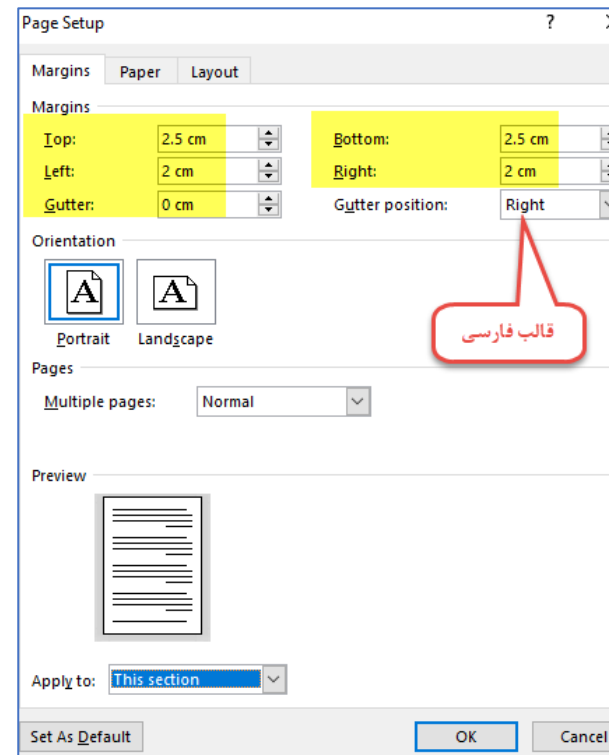 Page Setup ?
Margins Paper Layout
Margins
Top: 2.5 cm Bottom: 2.5 cm
Left: 2 cm Right: 2 cm
Gutter: 0 cm Gutter position: Right
قالب فارسی
Orientation
A A
Portrait Landscape
Pages
Multiple pages: Normal
Preview
Apply to: This section
Set As Default OK Cancel